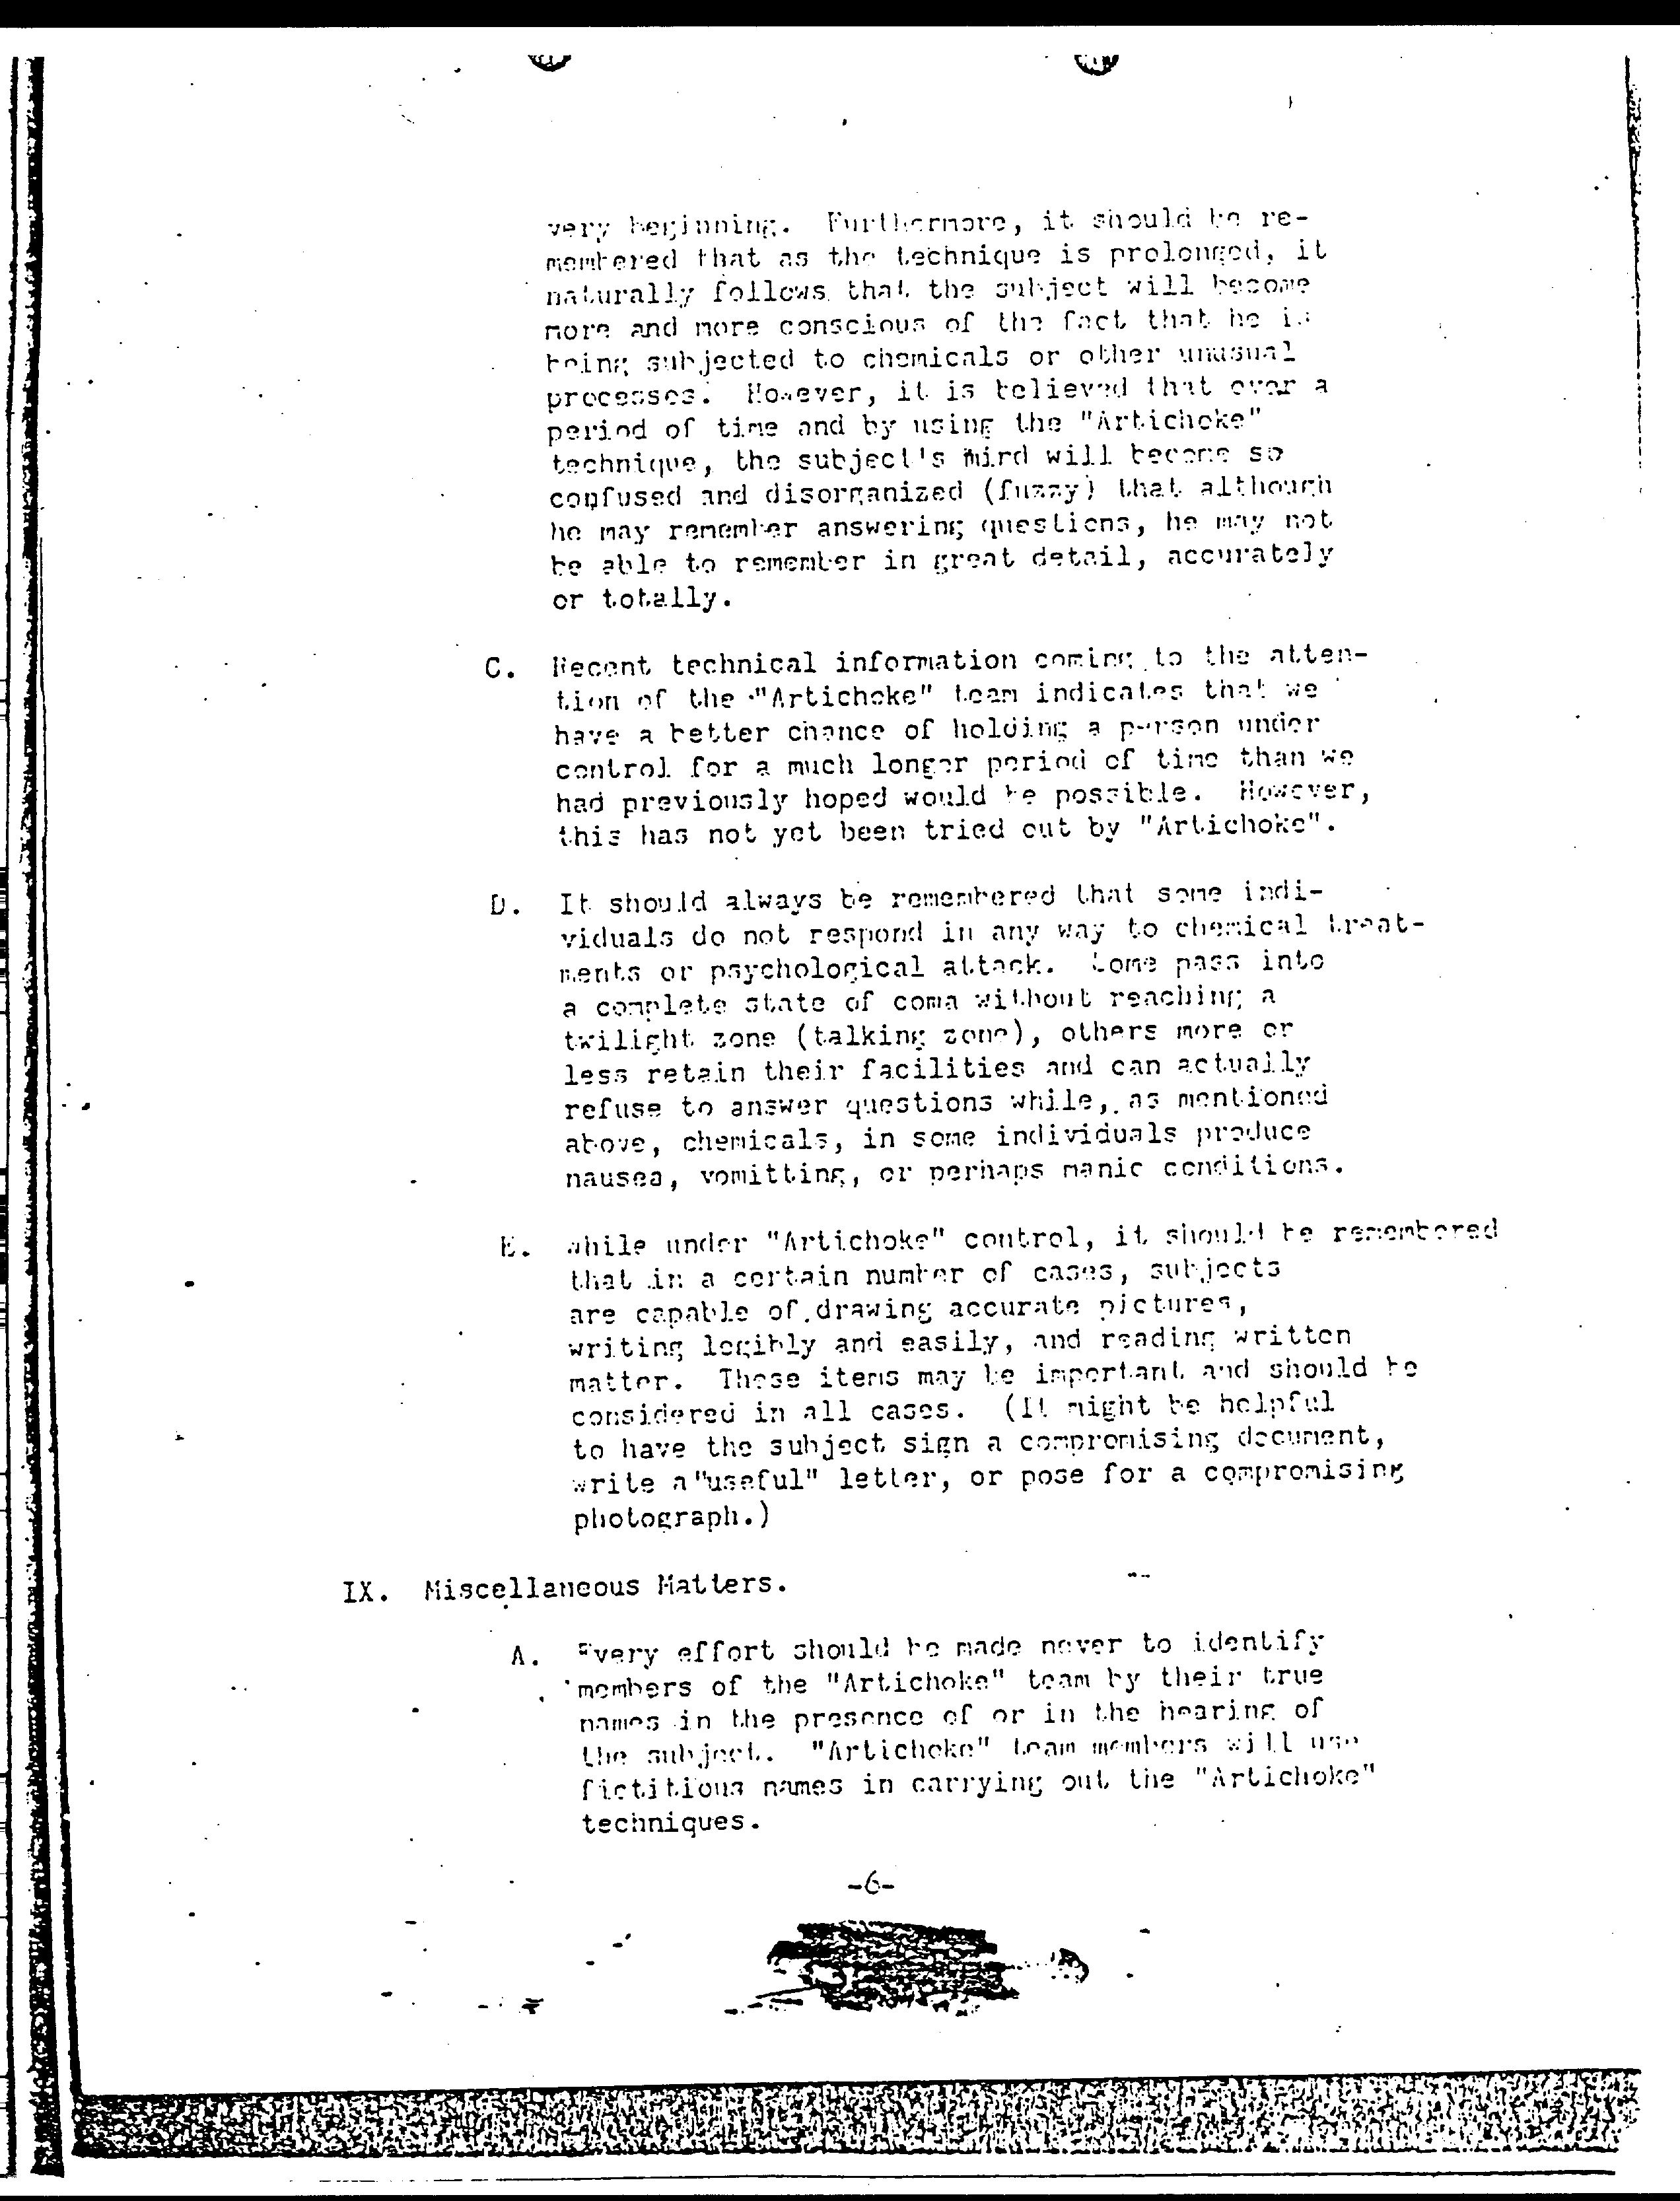 very beginning. Furthermore, it should be re-
membered that as the technique is prolonged, it
naturally follows that the subject will become
more and more conscious of the fact that he is
being subjected to chemicals or other unusual
processes. However, it is believed that over a
period of time and by using the "Artichoke"
technique, the subject's mind will become so
confused and disorganized (fuzzy) that although
he may remember answering questions, he may not
be able to remember in great detail, accurately
or totally.
C. Recent technical information coming to the atten-
tion of the "Artichoke" team indicates that we
have a better chance of holding a person under
control for a much longer period of time than we
had previously hoped would be possible. However,
this has not yet been tried out by "Artichoke".
D. It should always be remembered that some indi-
viduals do not respond in any way to chemical treat-
ments or psychological attack. Some pass into
a complete state of coma without reaching a
twilight zone (talking zone), others more or
less retain their facilities and can actually
refuse to answer questions while, as mentioned
above, chemicals, in some individuals produce
nausea, vomitting, or perhaps manic conditions.
E. While under "Artichoke" control, it should be remembered
that in a certain number of cases, subjects
are capable of drawing accurate pictures,
writing legibly and easily, and reading written
matter. These items may be important and should be
considered in all cases. (It might be helpful
to have the subject sign a compromising document,
write a "useful" letter, or pose for a compromising
photograph.)
IX. Miscellaneous Matters.
A. Every effort should be made never to identify
members of the "Artichoke" team by their true
names in the presence of or in the hearing of
the subject. "Artichoke" team members will use
fictitious names in carrying out the "Artichoke"
techniques.
-6-